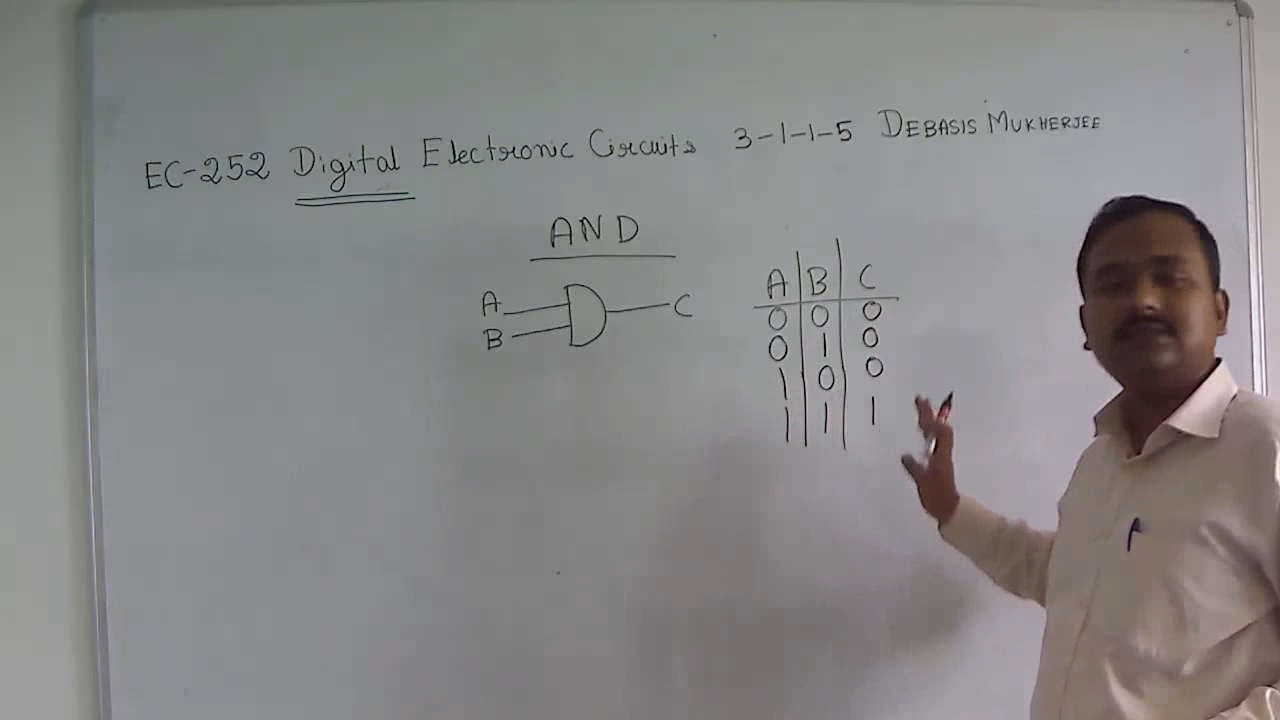 EC-252 Digital Electronic Circuits 3-1-1-5 DEBASIS MUKHERJEE
AND
A
B
C
A B C
0 0 0
0 1 0
1 0 0
1 1 1